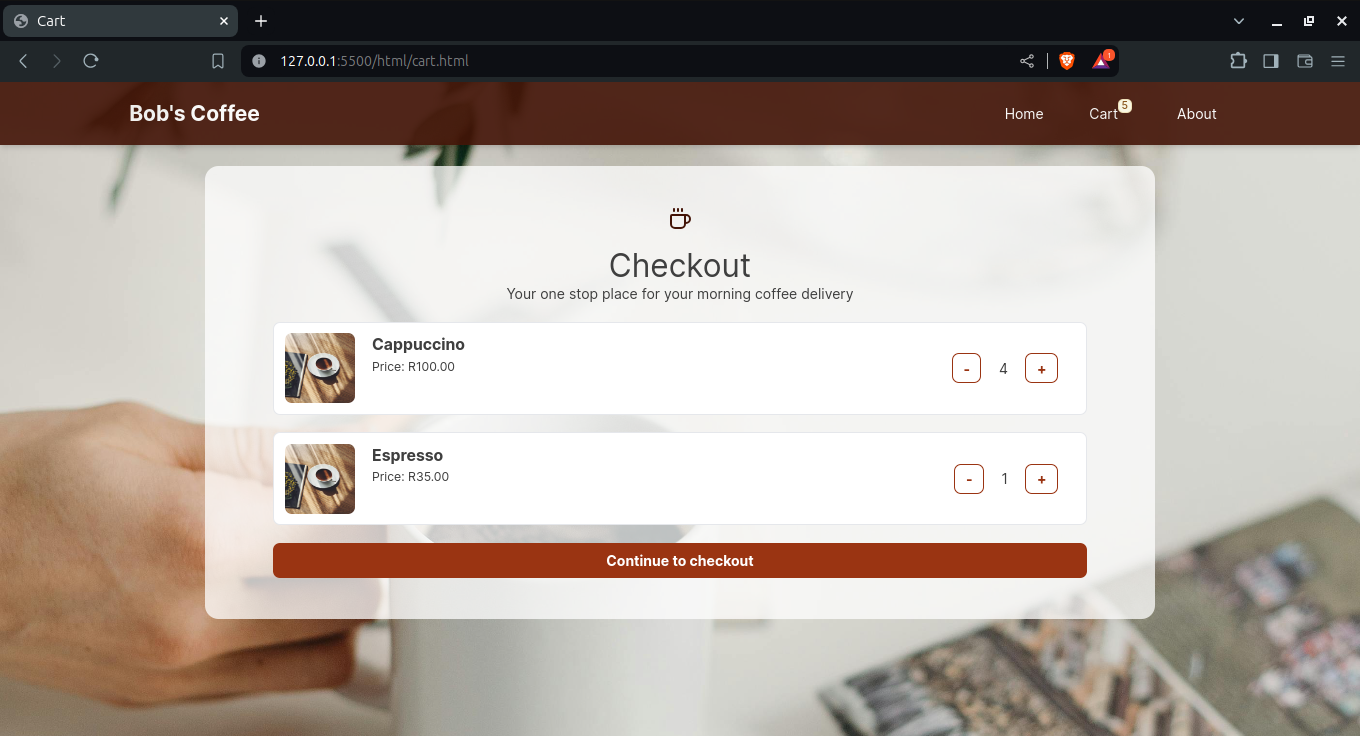 Cart
127.0.0.1:5500/html/cart.html
1
Bob's Coffee
Home
Cart
5
About
Checkout
Your one stop place for your morning coffee delivery
Cappuccino
Price: R100.00
-
4
+
Espresso
Price: R35.00
-
1
+
Continue to checkout